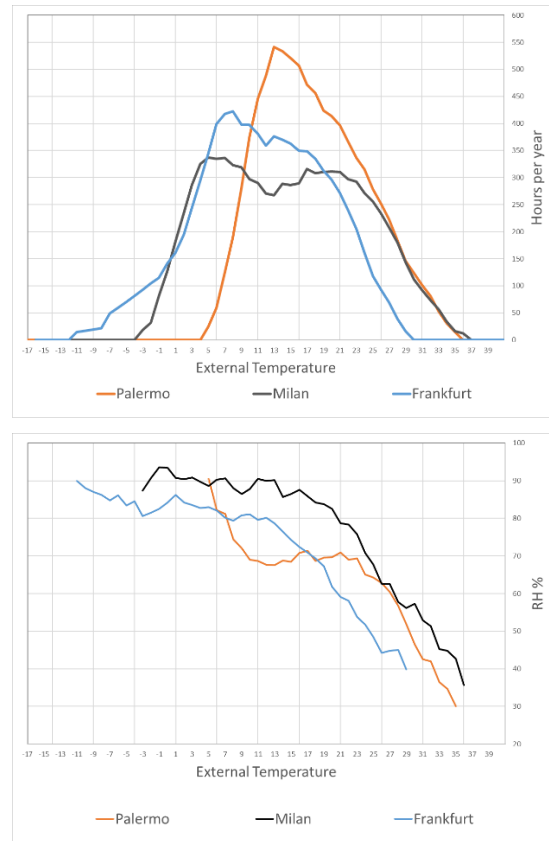 600
550
500
450
400
350
300
250
200
150
100
50
0
Hours per year
-17 -15 -13 -11 -9 -7 -5 -3 -1 1 3 5 7 9 11 13 15 17 19 21 23 25 27 29 31 33 35 37 39
External Temperature
Palermo Milan Frankfurt
100
90
80
70
60
50
40
30
20
RH %
-17 -15 -13 -11 -9 -7 -5 -3 -1 1 3 5 7 9 11 13 15 17 19 21 23 25 27 29 31 33 35 37 39
External Temperature
Palermo Milan Frankfurt